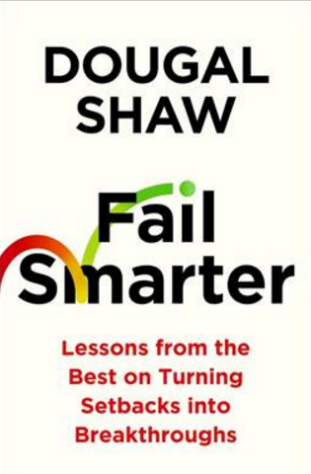 DOUGAL
SHAW
Fail
Smarter
Lessons from the
Best on Turning
Setbacks into
Breakthroughs